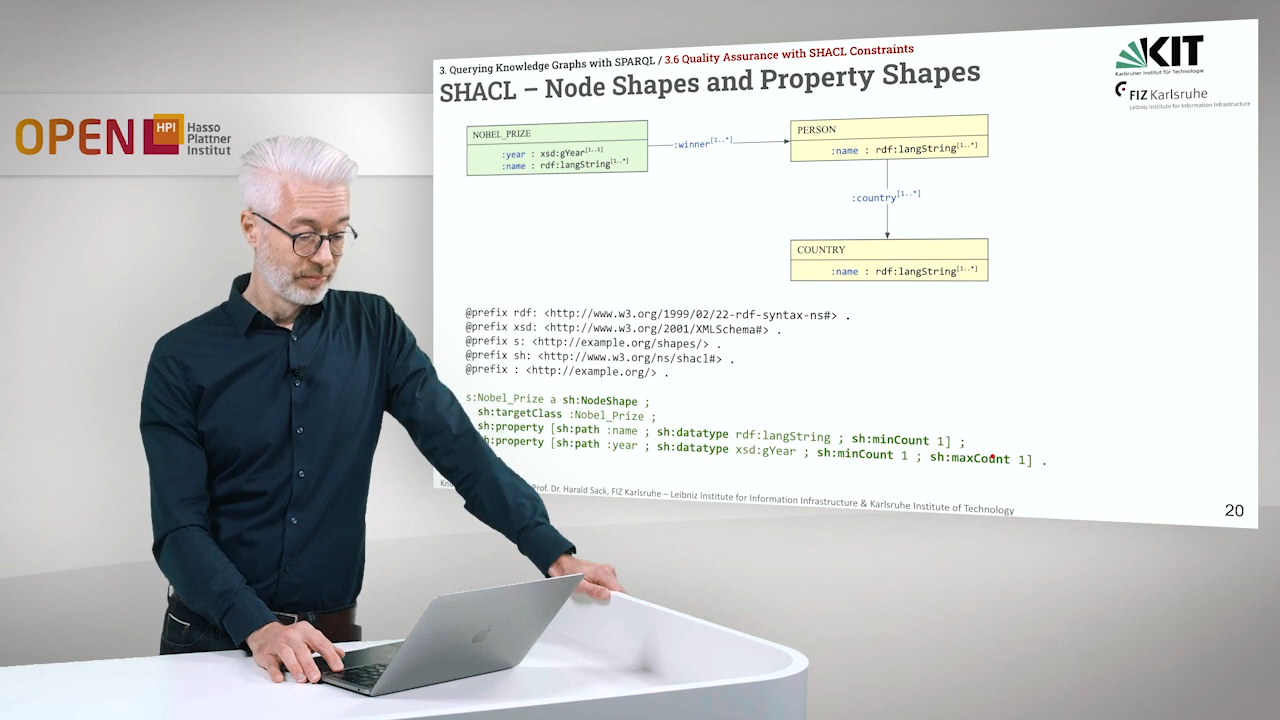 OPEN HPI Hasso
Plattner
Institut
3. Querying Knowledge Graphs with SPARQL / 3.6 Quality Assurance with SHACL Constraints
SHACL – Node Shapes and Property Shapes
KIT
Karlsruher Institut für Technologie
FIZ Karlsruhe
Leibniz Institute for Information Infrastructure
NOBEL_PRIZE
:year : xsd:gYear[1..1]
:name : rdf:langString[1..*]
:winner[1..*]
PERSON
:name : rdf:langString[1..*]
:country[1..*]
COUNTRY
:name : rdf:langString[1..*]
@prefix rdf: <http://www.w3.org/1999/02/22-rdf-syntax-ns#> .
@prefix xsd: <http://www.w3.org/2001/XMLSchema#> .
@prefix s: <http://example.org/shapes/> .
@prefix sh: <http://www.w3.org/ns/shacl#> .
@prefix : <http://example.org/> .
s:Nobel_Prize a sh:NodeShape ;
sh:targetClass :Nobel_Prize ;
sh:property [sh:path :name ; sh:datatype rdf:langString ; sh:minCount 1] ;
sh:property [sh:path :year ; sh:datatype xsd:gYear ; sh:minCount 1 ; sh:maxCount 1] .
Prof. Dr. Harald Sack, FIZ Karlsruhe – Leibniz Institute for Information Infrastructure & Karlsruhe Institute of Technology
20